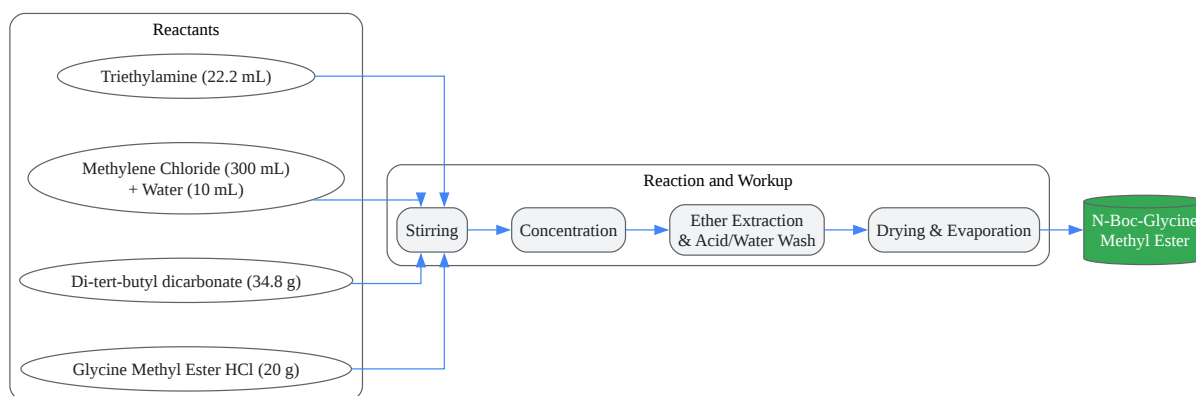 Reactants
Triethylamine (22.2 mL)
Methylene Chloride (300 mL)
+ Water (10 mL)
Di-tert-butyl dicarbonate (34.8 g)
Glycine Methyl Ester HCl (20 g)
Reaction and Workup
Stirring
Concentration
Ether Extraction
& Acid/Water Wash
Drying & Evaporation
N-Boc-Glycine
Methyl Ester